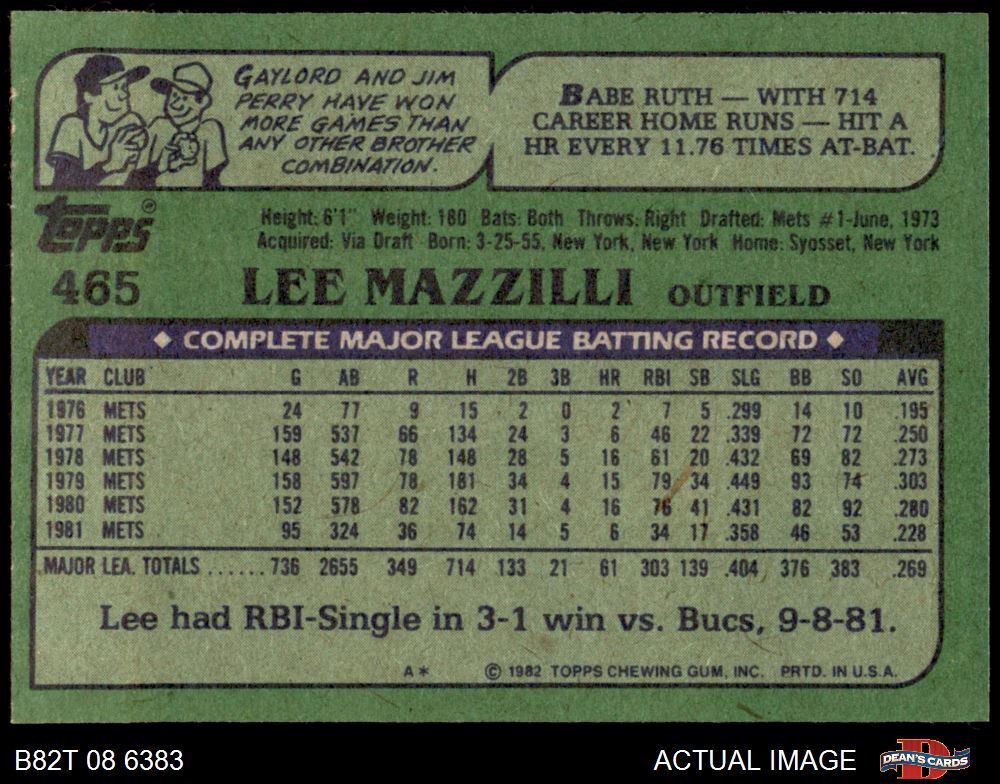 GAYLORD AND JIM
PERRY HAVE WON
MORE GAMES THAN
ANY OTHER BROTHER
COMBINATION.
BABE RUTH — WITH 714
CAREER HOME RUNS — HIT A
HR EVERY 11.76 TIMES AT-BAT.
Topps®
Height: 6'1" Weight: 180 Bats: Both Throws: Right Drafted: Mets #1-June, 1973
Acquired: Via Draft Born: 3-25-55, New York, New York Home: Syosset, New York
465 LEE MAZZILLI OUTFIELD
◆ COMPLETE MAJOR LEAGUE BATTING RECORD ◆
YEAR CLUB G AB R H 2B 3B HR RBI SB SLG BB SO AVG
1976 METS 24 77 9 15 2 0 2 7 5 .299 14 10 .195
1977 METS 159 537 66 134 24 3 6 46 22 .339 72 72 .250
1978 METS 148 542 78 148 28 5 16 61 20 .432 69 82 .273
1979 METS 158 597 78 181 34 4 15 79 34 .449 93 74 .303
1980 METS 152 578 82 162 31 4 16 76 41 .431 82 92 .280
1981 METS 95 324 36 74 14 5 6 34 17 .358 46 53 .228
MAJOR LEA. TOTALS ...... 736 2655 349 714 133 21 61 303 139 .404 376 383 .269
Lee had RBI-Single in 3-1 win vs. Bucs, 9-8-81.
A* © 1982 TOPPS CHEWING GUM, INC. PRTD. IN U.S.A.
B82T 08 6383 ACTUAL IMAGE D DEAN'S CARDS